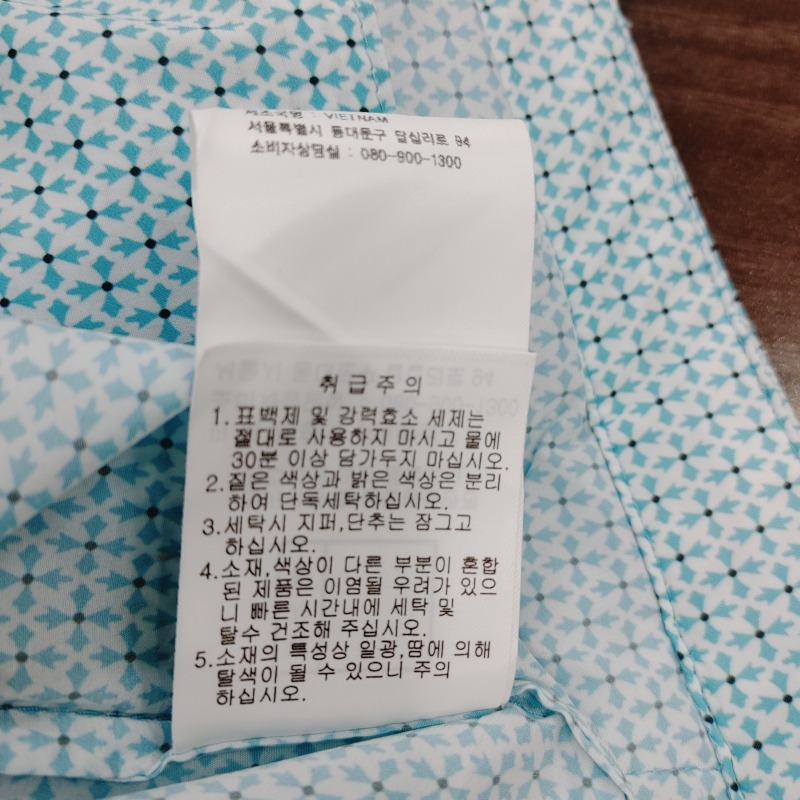 제조국명 : VIETNAM
서울특별시 동대문구 답십리로 94
소비자상담실 : 080-900-1300
취급주의
1. 표백제 및 강력효소 세제는
절대로 사용하지 마시고 물에
30분 이상 담가두지 마십시오.
2. 짙은 색상과 밝은 색상은 분리
하여 단독세탁하십시오.
3. 세탁시 지퍼,단추는 잠그고
하십시오.
4. 소재,색상이 다른 부분이 혼합
된 제품은 이염될 우려가 있으
니 빠른 시간내에 세탁 및
탈수 건조해 주십시오.
5. 소재의 특성상 일광,땀에 의해
탈색이 될 수 있으니 주의
하십시오.